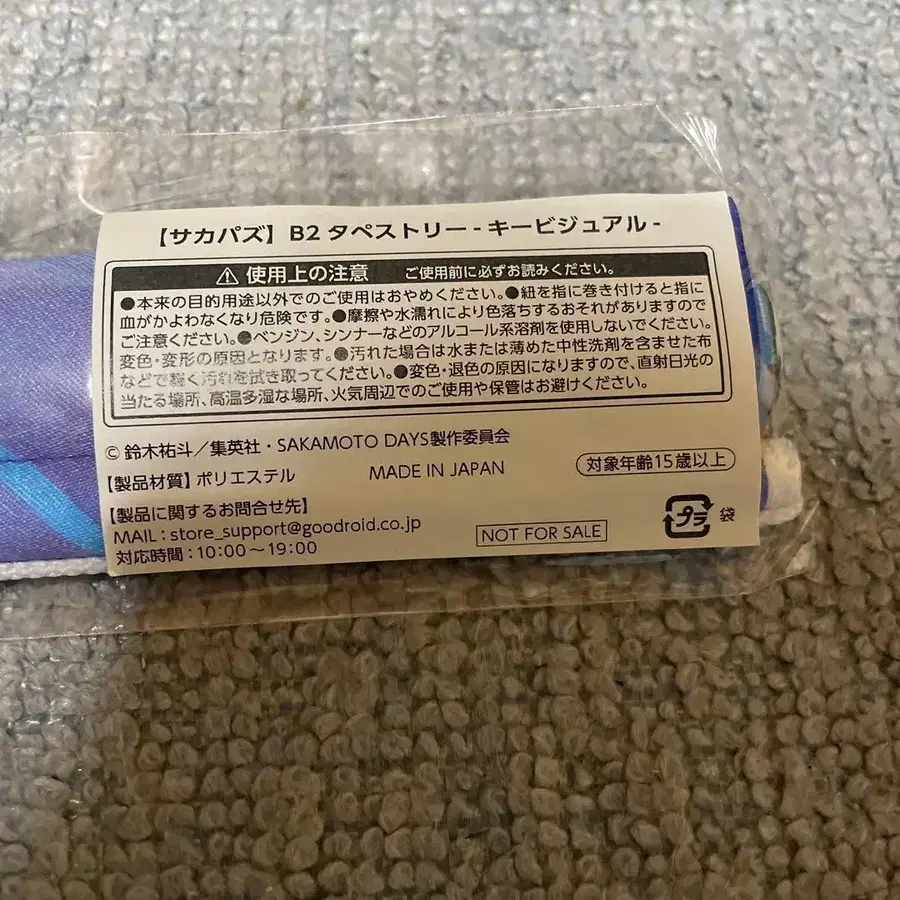 【サカパズ】B2 タペストリー - キービジュアル -
⚠ 使用上の注意 ご使用前に必ずお読みください。
●本来の目的用途以外でのご使用はおやめください。●紐を指に巻き付けると指に
血がかよわなくなり危険です。●摩擦や水濡れにより色落ちするおそれがありますので
ご注意ください。●ベンジン、シンナーなどのアルコール系溶剤を使用しないでください。
変色・変形の原因となります。●汚れた場合は水または薄めた中性洗剤を含ませた布
などで軽く汚れを拭き取ってください。●変色・退色の原因になりますので、直射日光の
当たる場所、高温多湿な場所、火気周辺でのご使用や保管はお避けください。
© 鈴木祐斗／集英社・SAKAMOTO DAYS製作委員会
【製品材質】ポリエステル MADE IN JAPAN 対象年齢15歳以上
【製品に関するお問合せ先】
MAIL : store_support@goodroid.co.jp
対応時間 : 10:00～19:00
NOT FOR SALE
プラ 袋